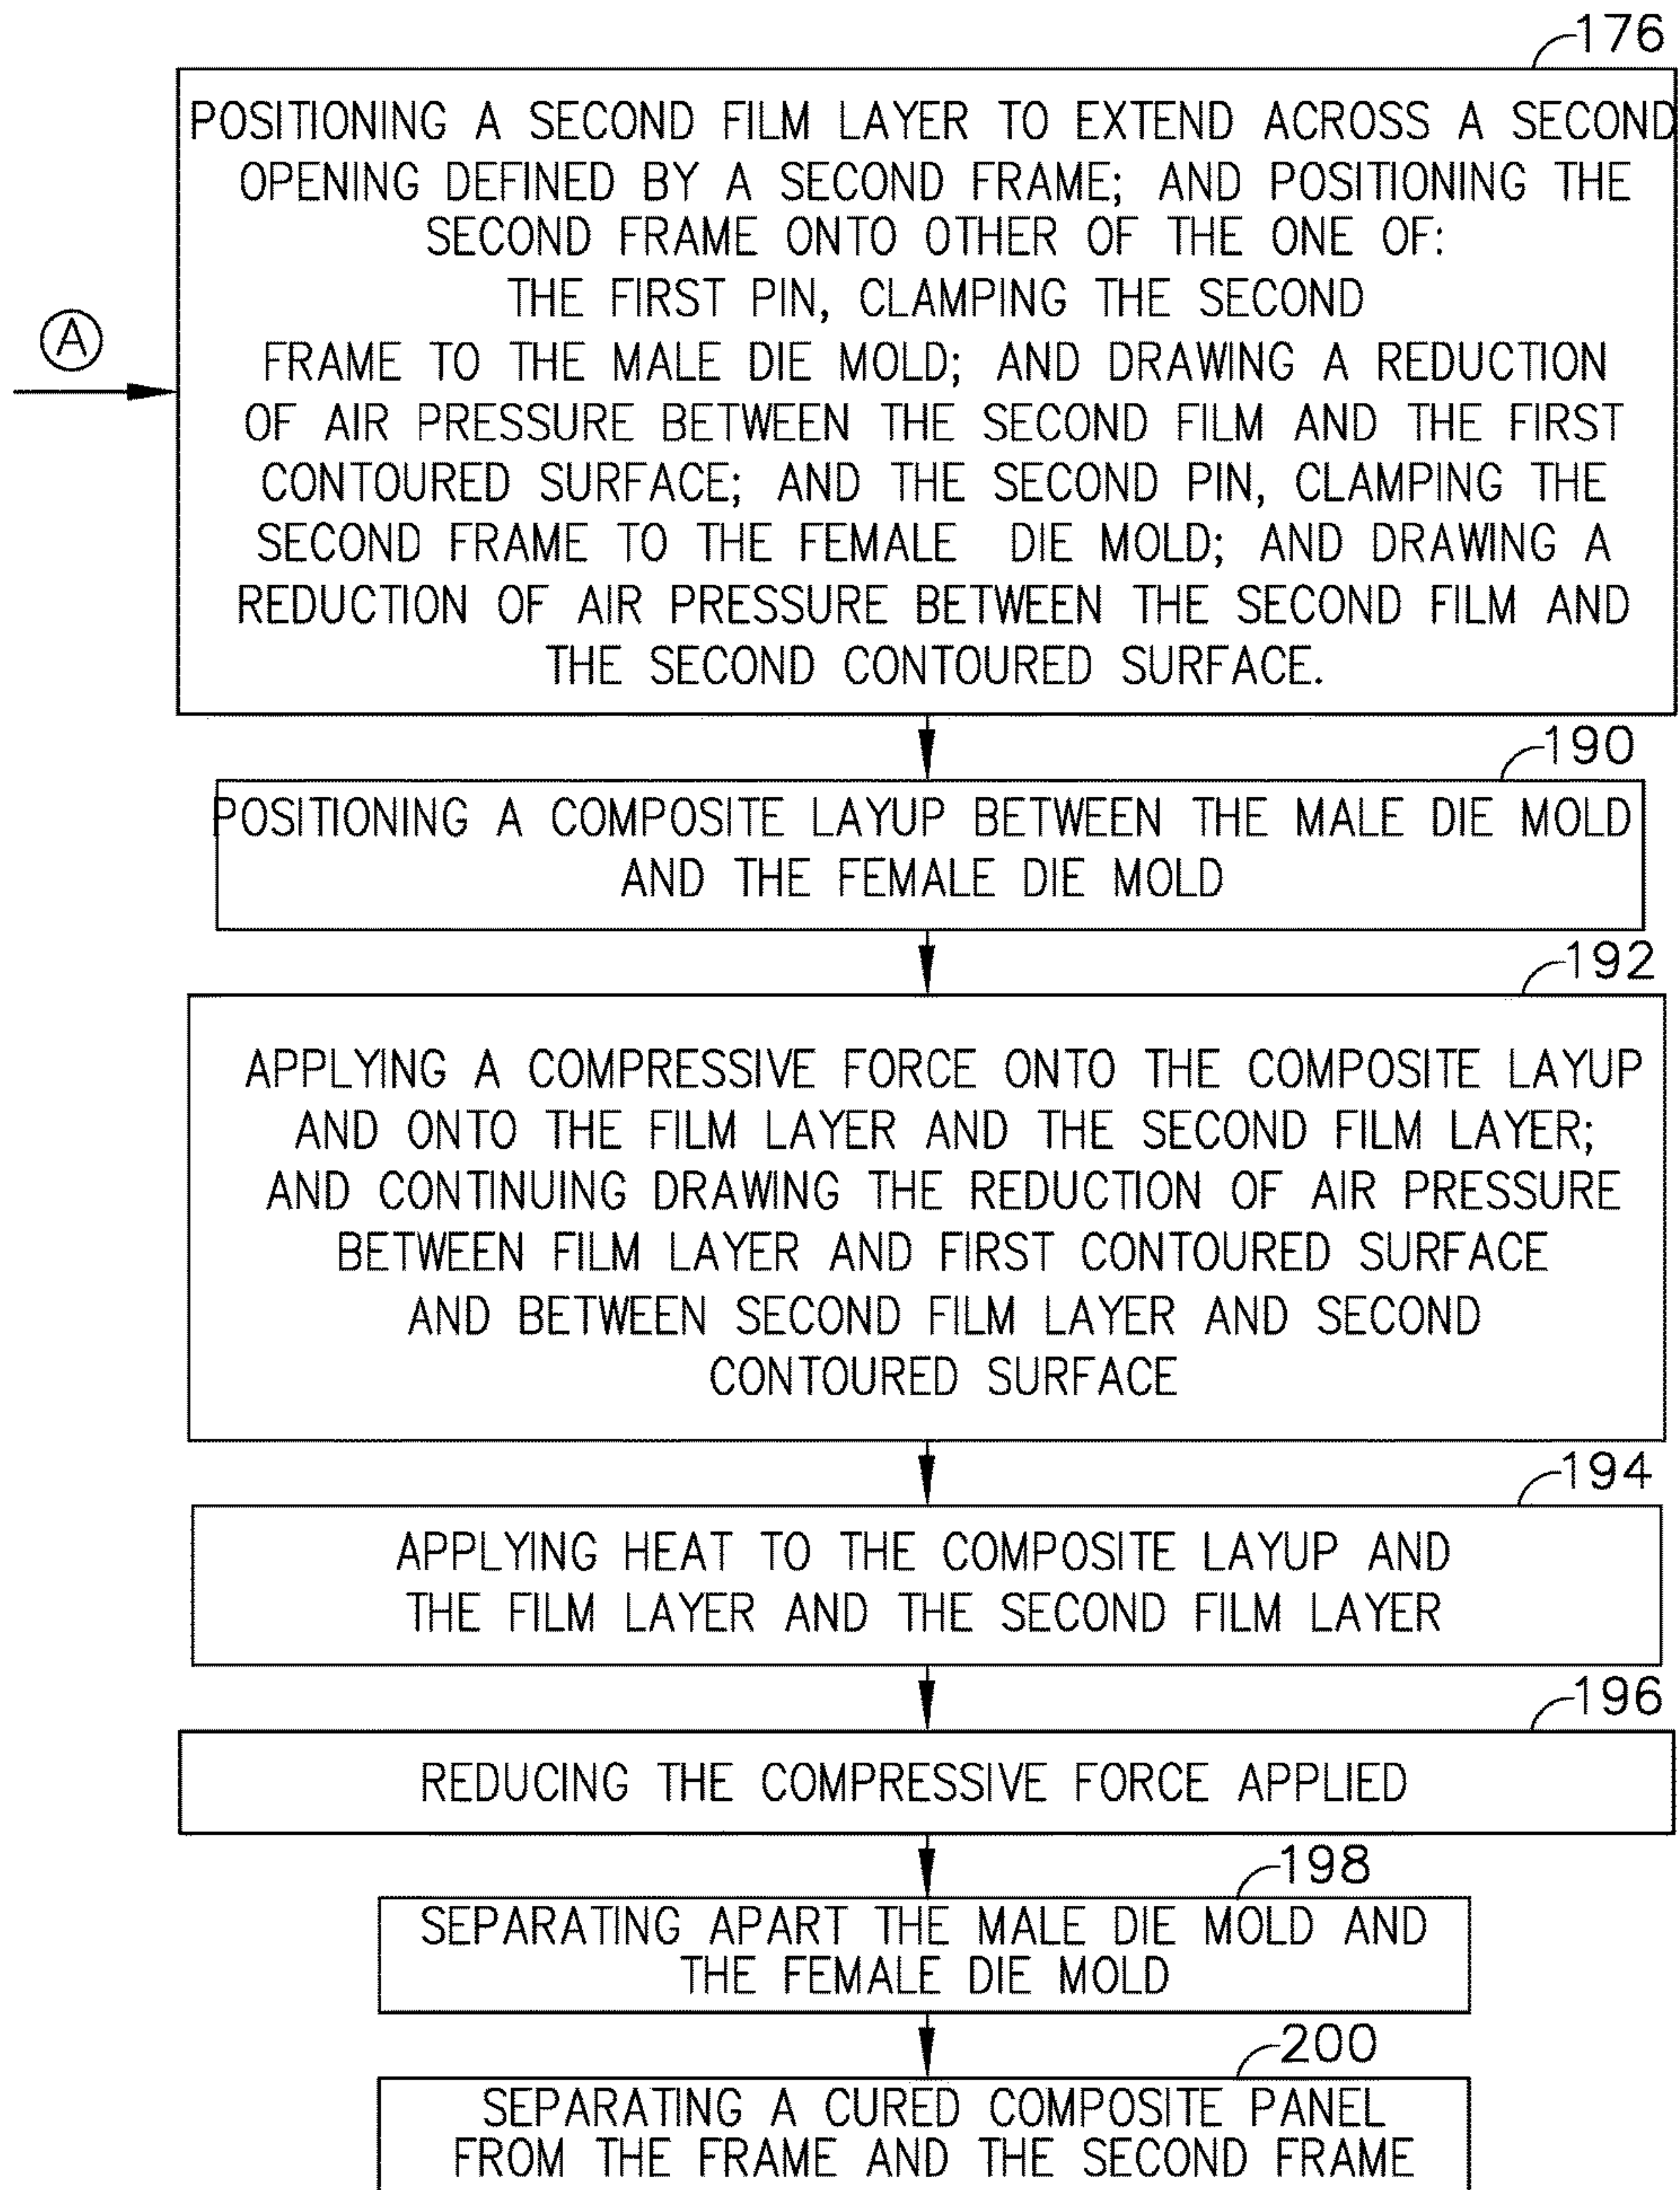 176
POSITIONING A SECOND FILM LAYER TO EXTEND ACROSS A SECOND
OPENING DEFINED BY A SECOND FRAME; AND POSITIONING THE
SECOND FRAME ONTO OTHER OF THE ONE OF:
THE FIRST PIN, CLAMPING THE SECOND
A
FRAME TO THE MALE DIE MOLD; AND DRAWING A REDUCTION
OF AIR PRESSURE BETWEEN THE SECOND FILM AND THE FIRST
CONTOURED SURFACE; AND THE SECOND PIN, CLAMPING THE
SECOND FRAME TO THE FEMALE DIE MOLD; AND DRAWING A
REDUCTION OF AIR PRESSURE BETWEEN THE SECOND FILM AND
THE SECOND CONTOURED SURFACE.
190
POSITIONING A COMPOSITE LAYUP BETWEEN THE MALE DIE MOLD
AND THE FEMALE DIE MOLD
192
APPLYING A COMPRESSIVE FORCE ONTO THE COMPOSITE LAYUP
AND ONTO THE FILM LAYER AND THE SECOND FILM LAYER;
AND CONTINUING DRAWING THE REDUCTION OF AIR PRESSURE
BETWEEN FILM LAYER AND FIRST CONTOURED SURFACE
AND BETWEEN SECOND FILM LAYER AND SECOND
CONTOURED SURFACE
194
APPLYING HEAT TO THE COMPOSITE LAYUP AND
THE FILM LAYER AND THE SECOND FILM LAYER
196
REDUCING THE COMPRESSIVE FORCE APPLIED
198
SEPARATING APART THE MALE DIE MOLD AND
THE FEMALE DIE MOLD
200
SEPARATING A CURED COMPOSITE PANEL
FROM THE FRAME AND THE SECOND FRAME